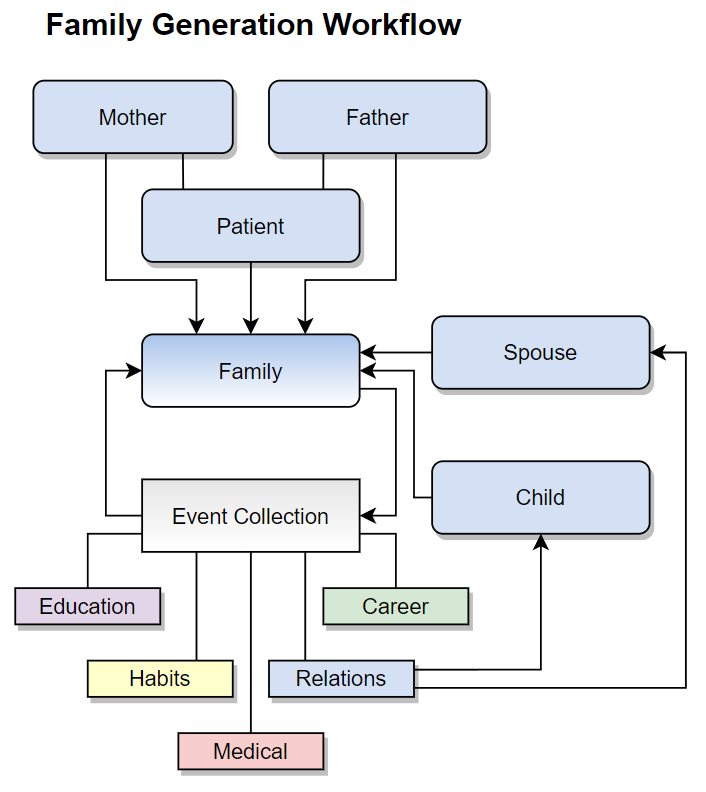 Family Generation Workflow
Mother
Father
Patient
Family
Spouse
Child
Event Collection
Education
Career
Habits
Relations
Medical